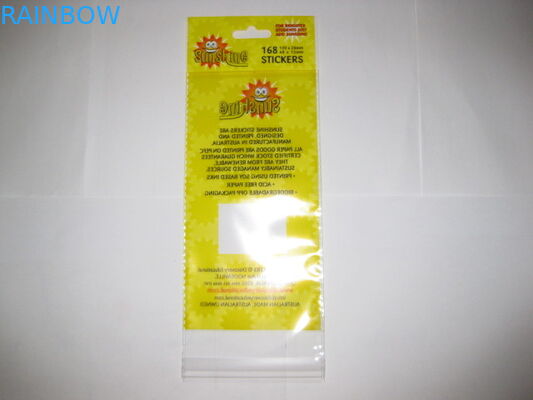 RAINBOW
Sunshine
168
STICKERS
Sunshine
SUNSHINE STICKERS ARE
DESIGNED, PRINTED AND
MANUFACTURED IN AUSTRALIA
ALL PAPER GOODS ARE PRINTED ON PEFC
CERTIFIED STOCK WHICH GUARANTEES
THEY ARE FROM RENEWABLE,
SUSTAINABLY MANAGED SOURCES.
• PRINTED USING SOY BASED INKS
• ACID FREE PAPER
• BIODEGRADABLE OPP PACKAGING
Discovery Educational
AUSTRALIAN MADE, AUSTRALIAN OWNED